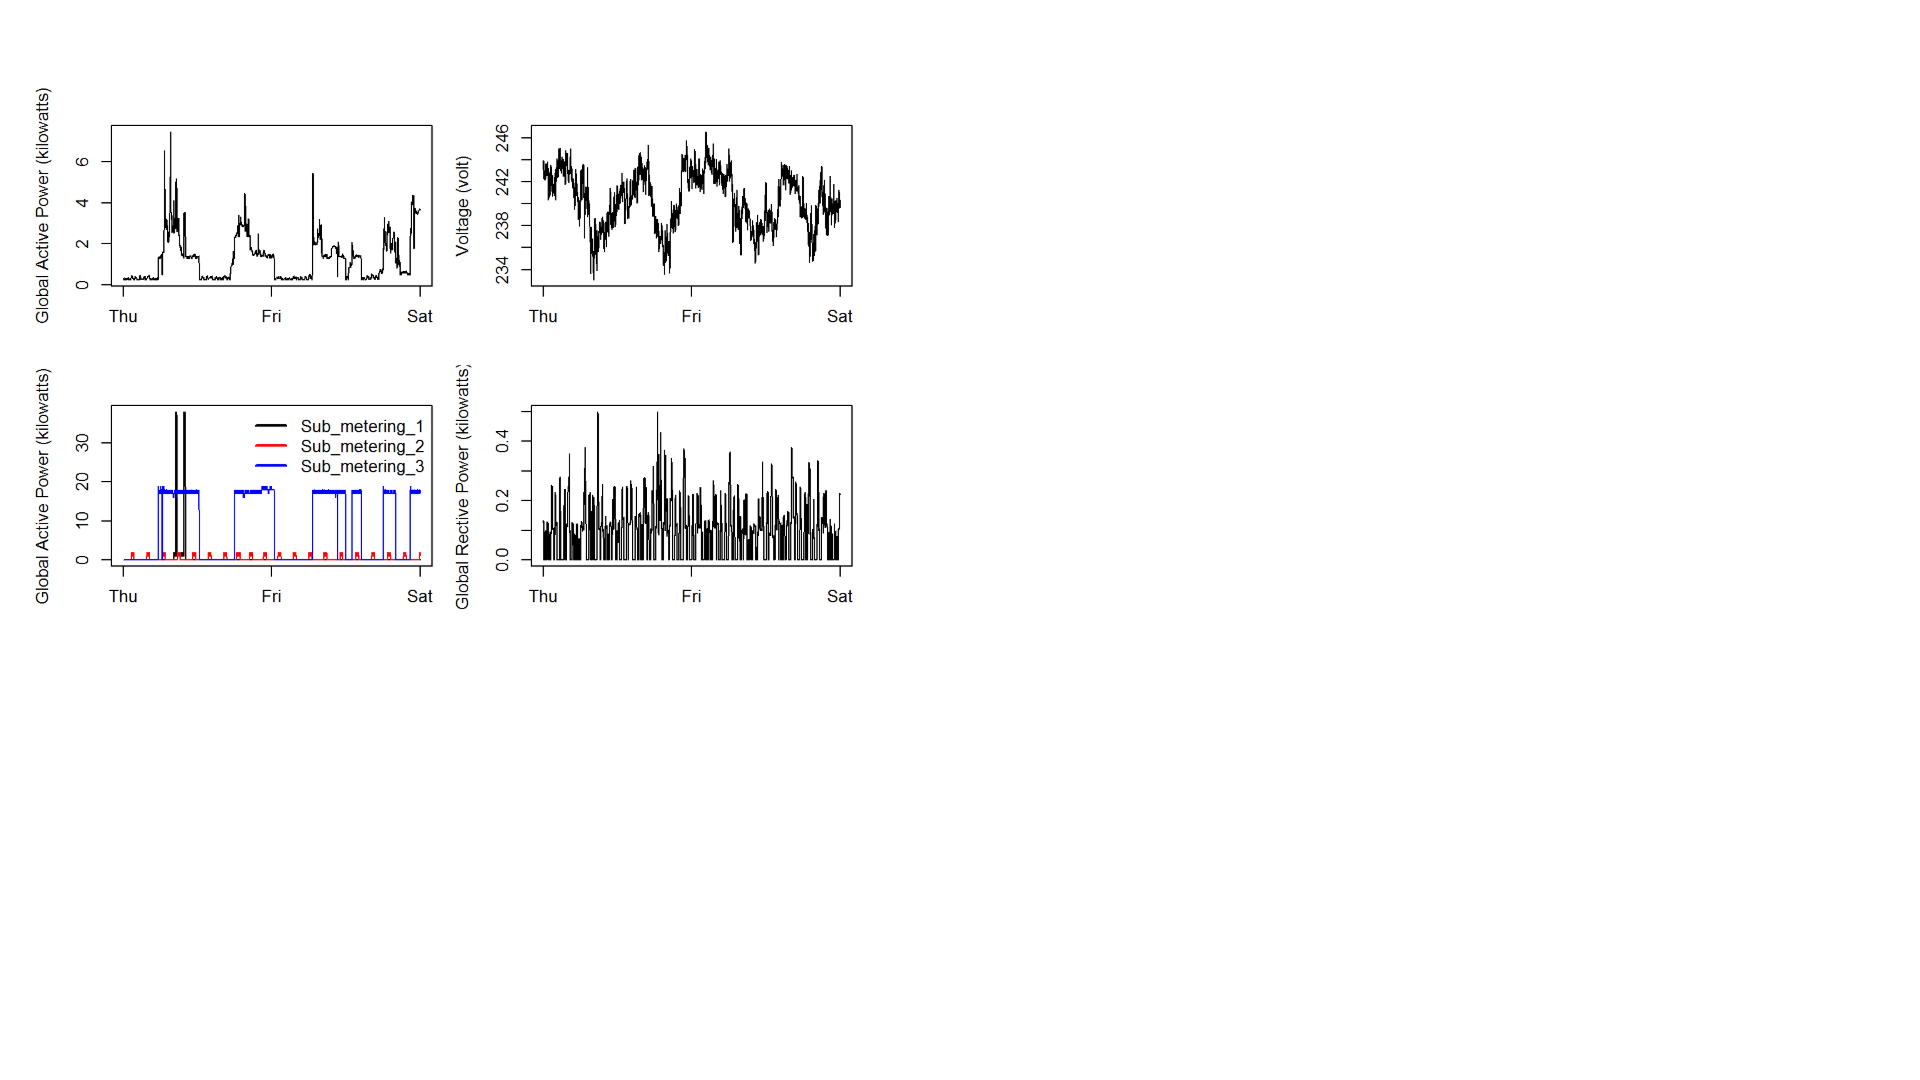 Global Active Power (kilowatts)
0 2 4 6
Thu Fri Sat
Voltage (volt)
234 238 242 246
Thu Fri Sat
Global Active Power (kilowatts)
0 10 20 30
Sub_metering_1
Sub_metering_2
Sub_metering_3
Thu Fri Sat
Global Rective Power (kilowatts)
0.0 0.2 0.4
Thu Fri Sat